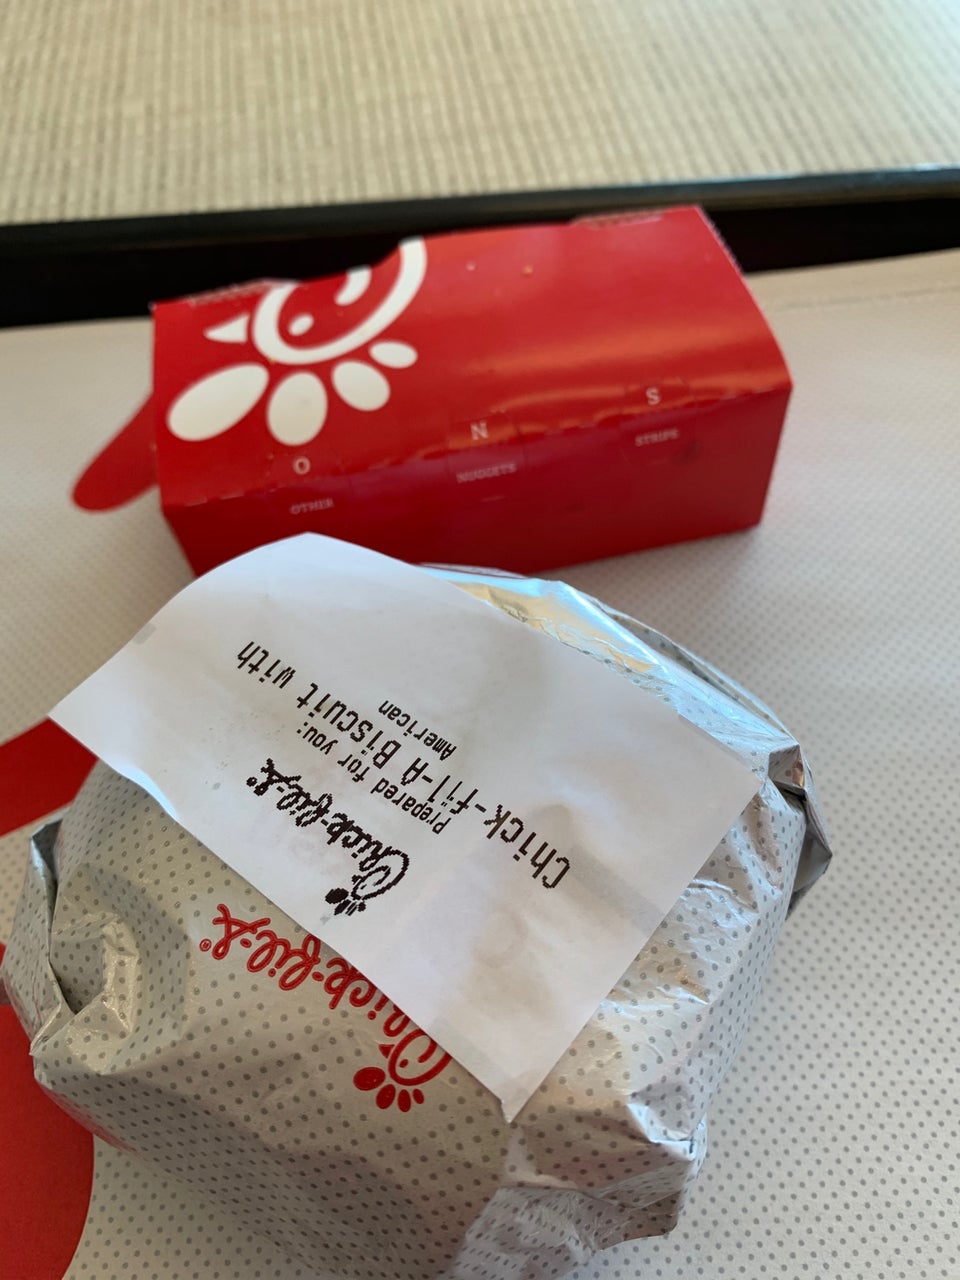 O
OTHER
N
NUGGETS
S
STRIPS
Chick-fil-A®
Prepared for you:
Chick-fil-A Biscuit with
American
Chick-fil-A®